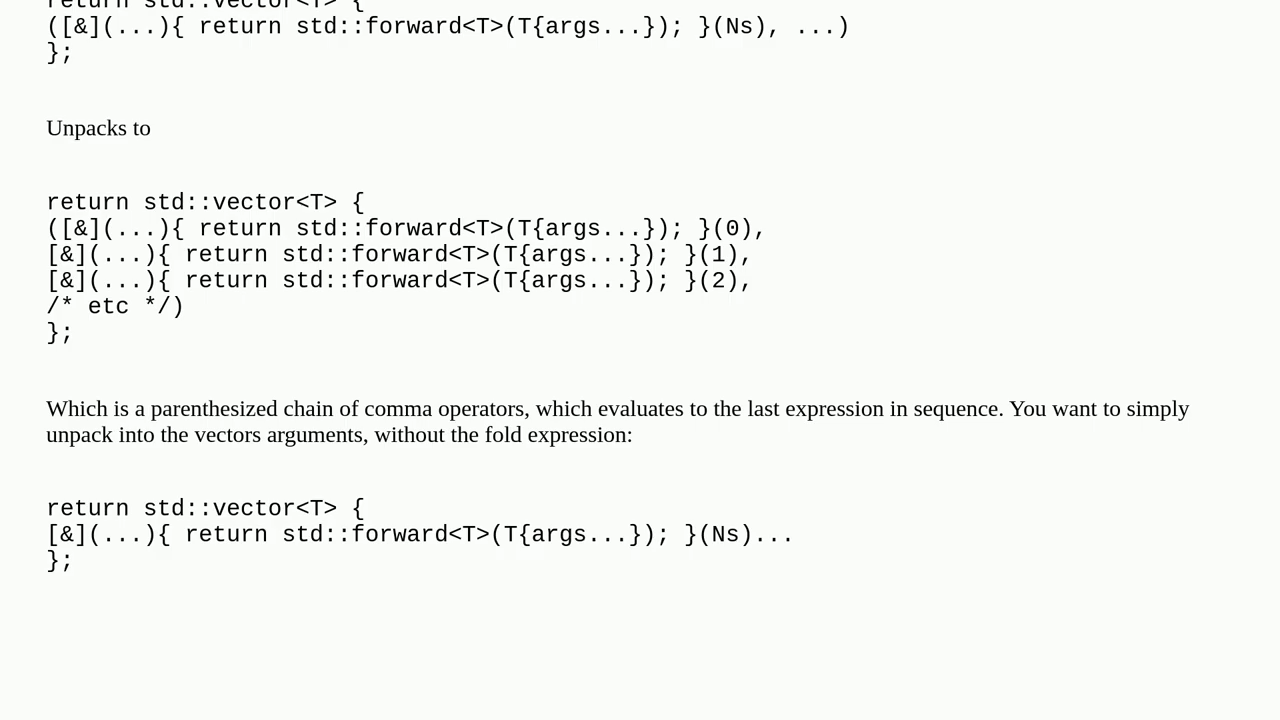 return std::vector<T> {
([&](...){ return std::forward<T>(T{args...}); }(Ns), ...)
};
Unpacks to
return std::vector<T> {
([&](...){ return std::forward<T>(T{args...}); }(0),
[&](...){ return std::forward<T>(T{args...}); }(1),
[&](...){ return std::forward<T>(T{args...}); }(2),
/* etc */)
};
Which is a parenthesized chain of comma operators, which evaluates to the last expression in sequence. You want to simply
unpack into the vectors arguments, without the fold expression:
return std::vector<T> {
[&](...){ return std::forward<T>(T{args...}); }(Ns)...
};